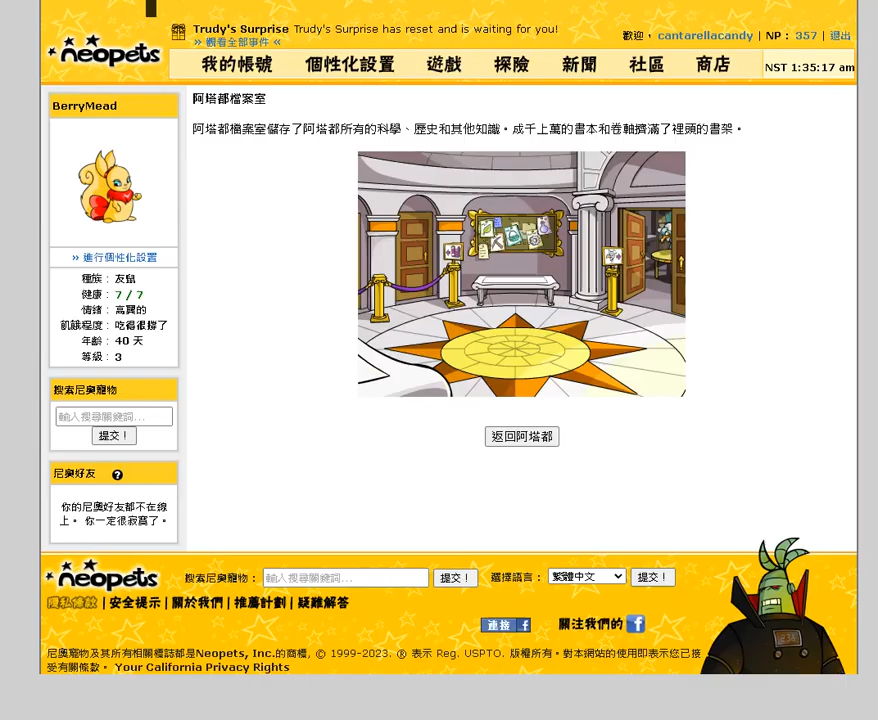 Trudy's Surprise Trudy's Surprise has reset and is waiting for you!
» 觀看全部事件 «
歡迎， cantarellacandy | NP： 357 | 退出
neopets
我的帳號 個性化設置 遊戲 探險 新聞 社區 商店
NST 1:35:17 am
BerryMead
» 進行個性化設置
種族： 友鼠
健康： 7 / 7
情緒： 高興的
飢餓程度： 吃得很撐了
年齡： 40 天
等級： 3
搜索尼奧寵物
輸入搜尋關鍵詞...
提交！
尼奧好友 ?
你的尼奧好友都不在線
上。 你一定很寂寞了。
阿塔都檔案室
阿塔都檔案室儲存了阿塔都所有的科學、歷史和其他知識。成千上萬的書本和卷軸擠滿了裡頭的書架。
返回阿塔都
neopets
搜索尼奧寵物： 輸入搜尋關鍵詞... 提交！ 選擇語言： 繁體中文 提交！
隱私條款 | 安全提示 | 關於我們 | 推薦計劃 | 疑難解答
連接 f 關注我們的 f
尼奧寵物及其所有相關標誌都是Neopets, Inc.的商標, © 1999-2023. ® 表示 Reg. USPTO. 版權所有。對本網站的使用即表示您已接
受有關條款。 Your California Privacy Rights